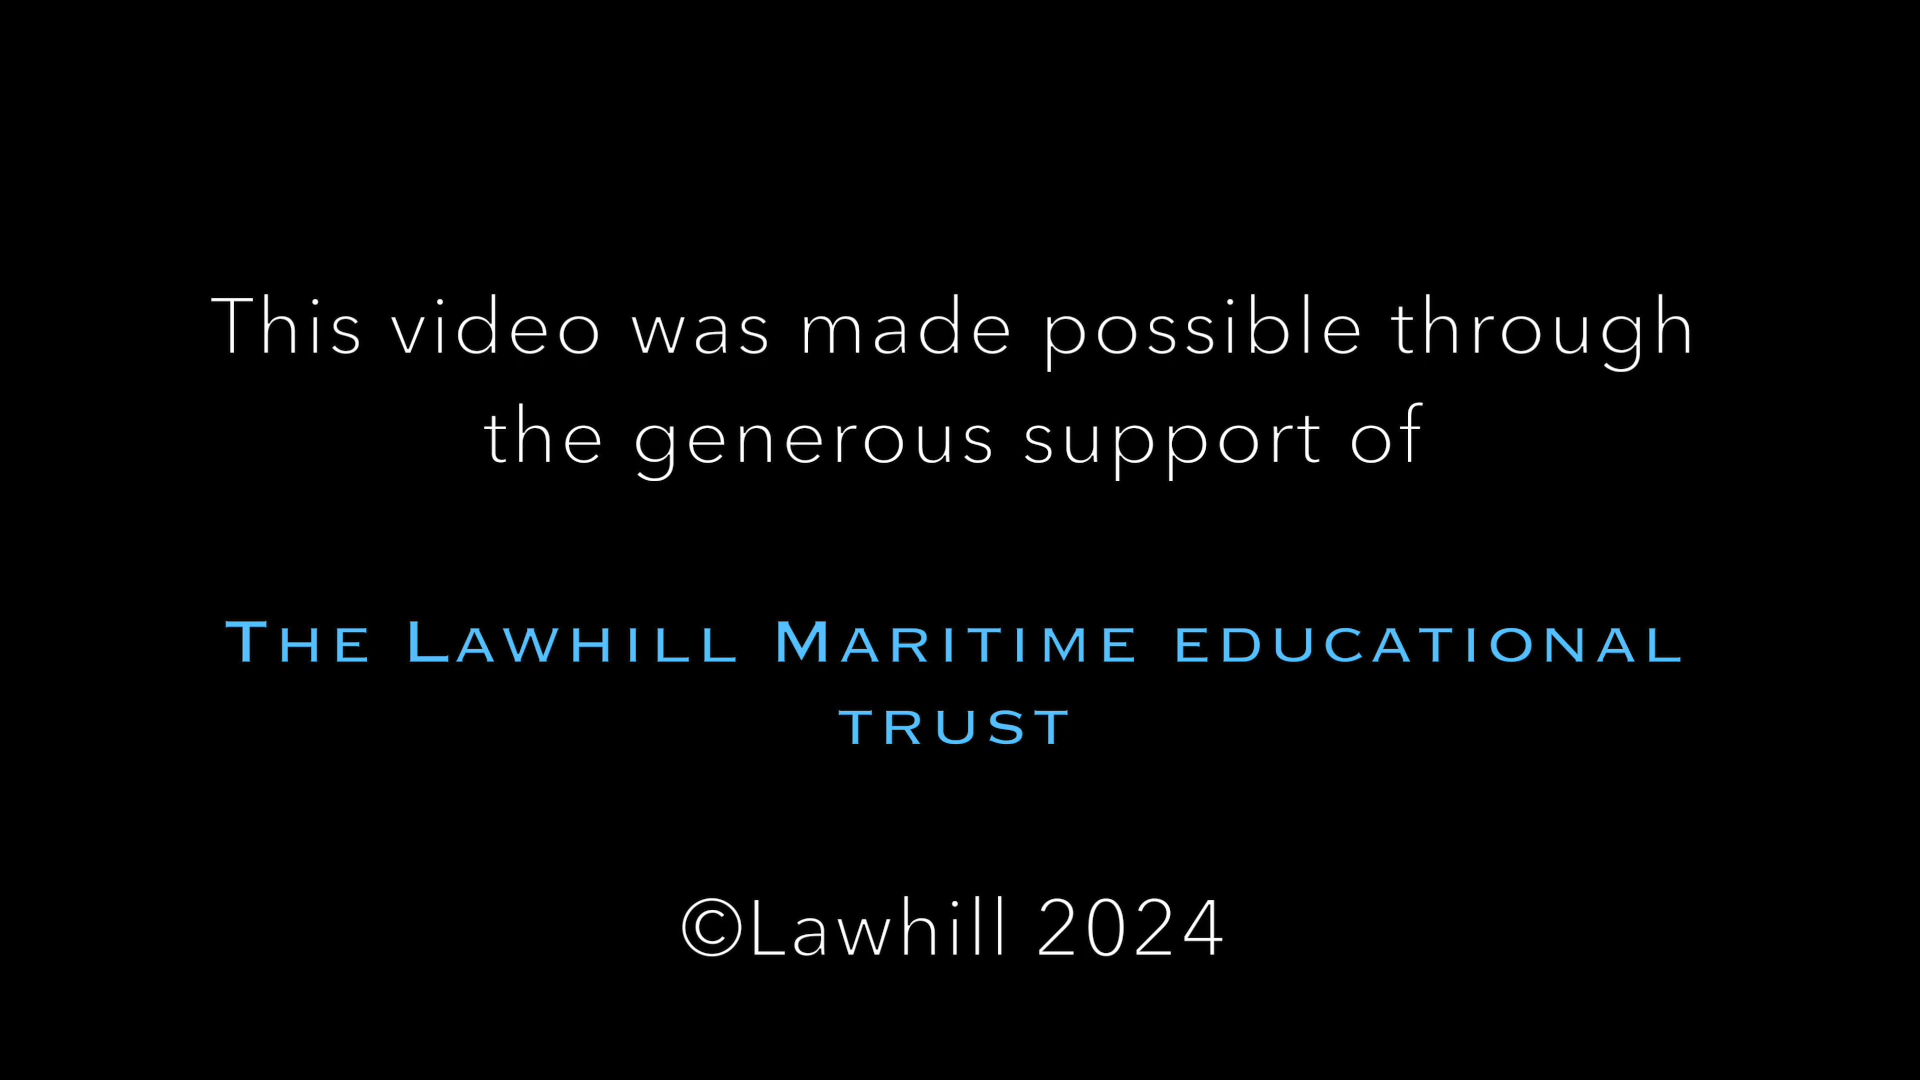 This video was made possible through
the generous support of
The Lawhill Maritime educational
trust
©Lawhill 2024